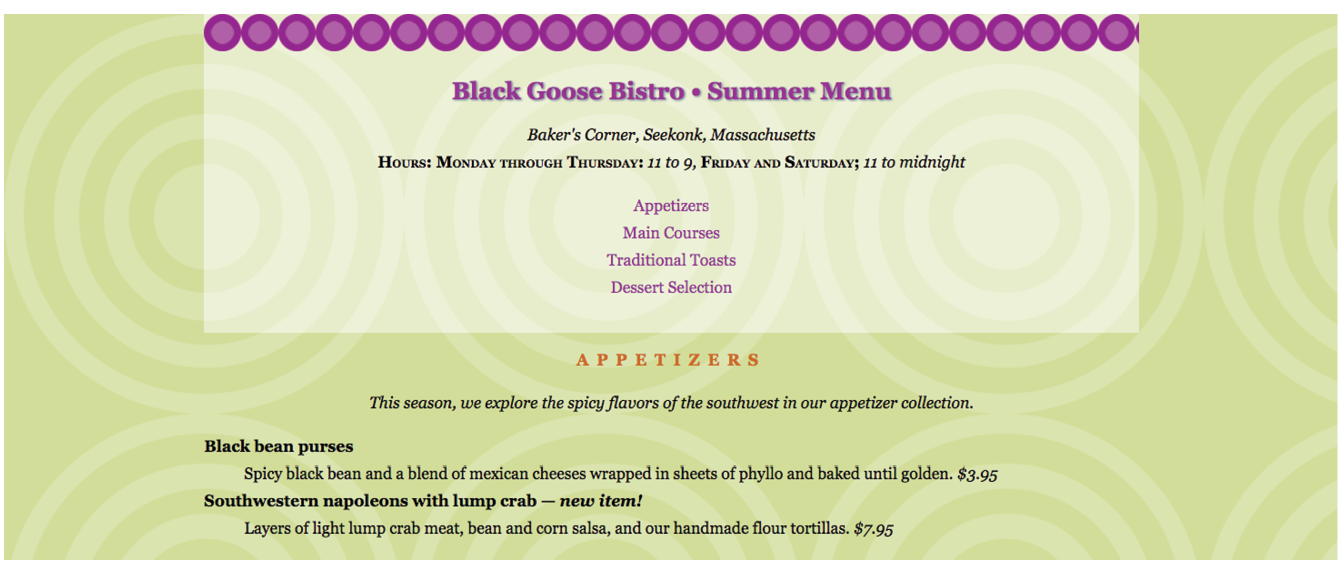 Black Goose Bistro • Summer Menu
Baker's Corner, Seekonk, Massachusetts
Hours: Monday through Thursday: 11 to 9, Friday and Saturday; 11 to midnight
Appetizers
Main Courses
Traditional Toasts
Dessert Selection
APPETIZERS
This season, we explore the spicy flavors of the southwest in our appetizer collection.
Black bean purses
Spicy black bean and a blend of mexican cheeses wrapped in sheets of phyllo and baked until golden. $3.95
Southwestern napoleons with lump crab — new item!
Layers of light lump crab meat, bean and corn salsa, and our handmade flour tortillas. $7.95